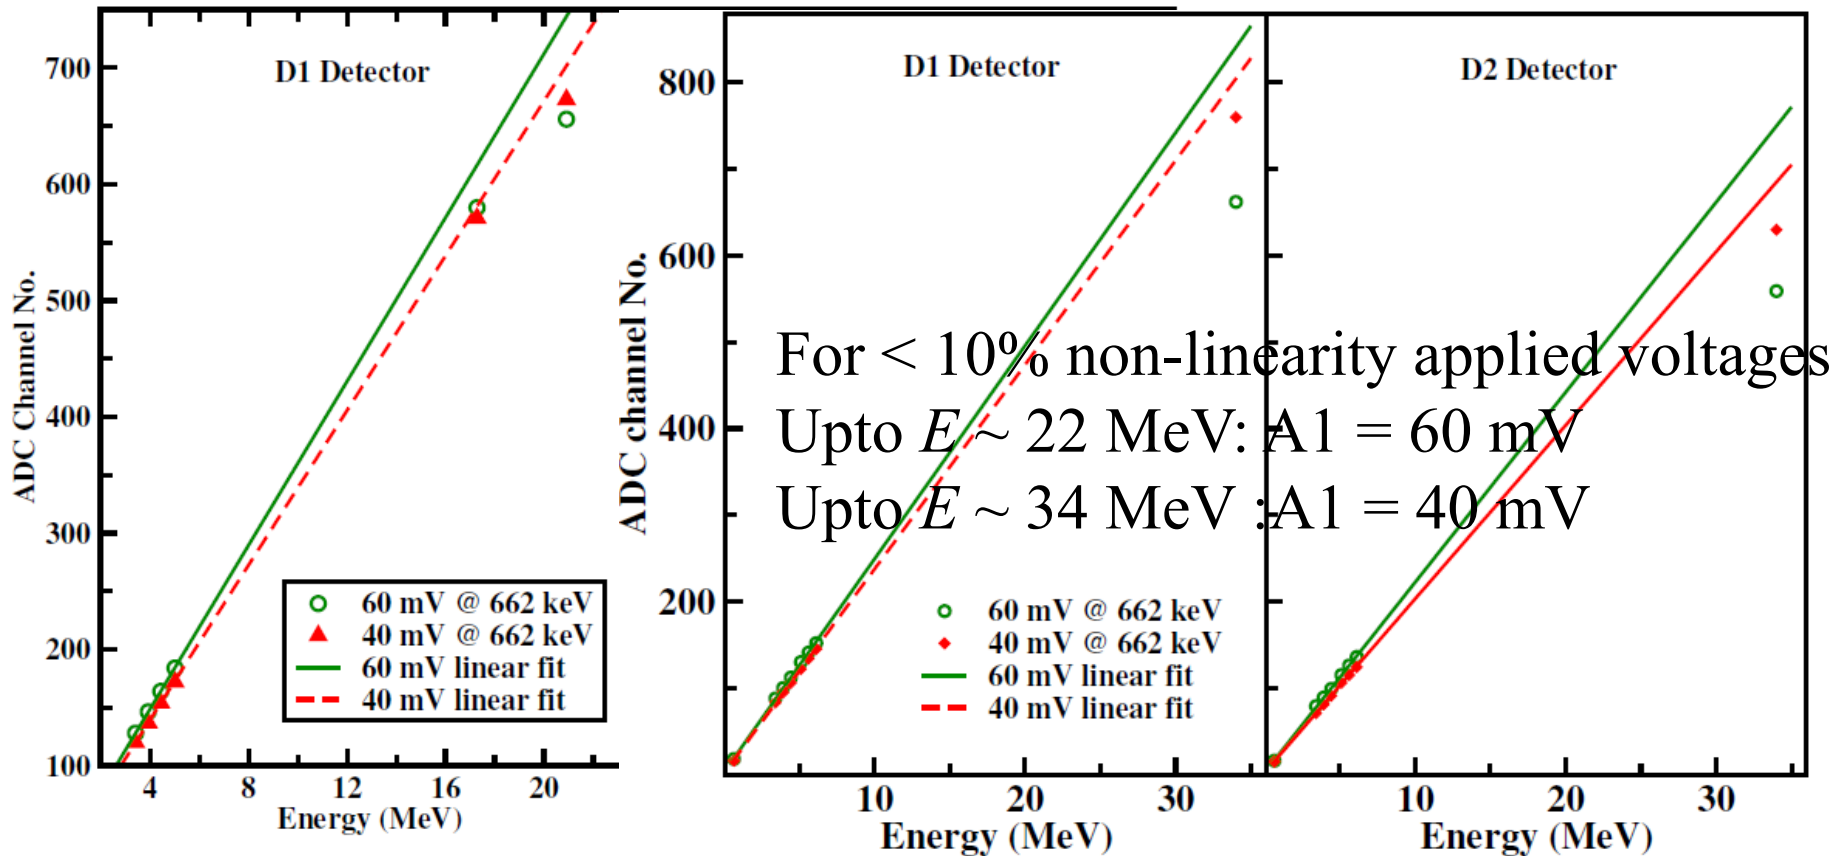 D1 Detector
ADC Channel No.
700
600
500
400
300
200
100
60 mV @ 662 keV
40 mV @ 662 keV
60 mV linear fit
40 mV linear fit
4 8 12 16 20
Energy (MeV)
D1 Detector
ADC channel No.
800
600
400
200
60 mV @ 662 keV
40 mV @ 662 keV
60 mV linear fit
40 mV linear fit
10 20 30
Energy (MeV)
D2 Detector
10 20 30
Energy (MeV)
For < 10% non-linearity applied voltages
Upto E ~ 22 MeV: A1 = 60 mV
Upto E ~ 34 MeV :A1 = 40 mV